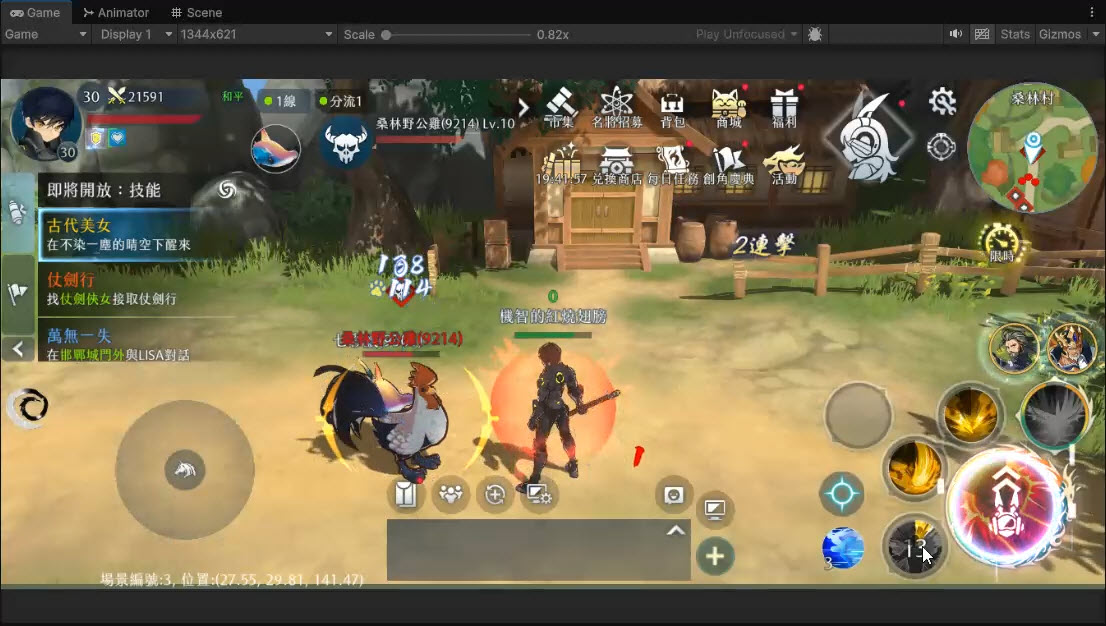 Game Animator Scene
Game Display 1 1344x621 Scale 0.82x Play Unfocused Stats Gizmos
30 21591 和平 1線 分流1
桑林野公雞(9214) Lv.10
市集 名將招募 背包 商城 福利
桑林村
30
19:41:57 兌換商店 每日任務 創角慶典 活動
即將開放：技能
古代美女
在不染一塵的晴空下醒來
2連擊
限時
仗劍行
找仗劍俠女接取仗劍行
138
114
機智的紅燒翅膀
萬無一失
在邯鄲城門外與LISA對話
桑林野公雞(9214)
13
3
場景編號:3, 位置:(27.55, 29.81, 141.47)